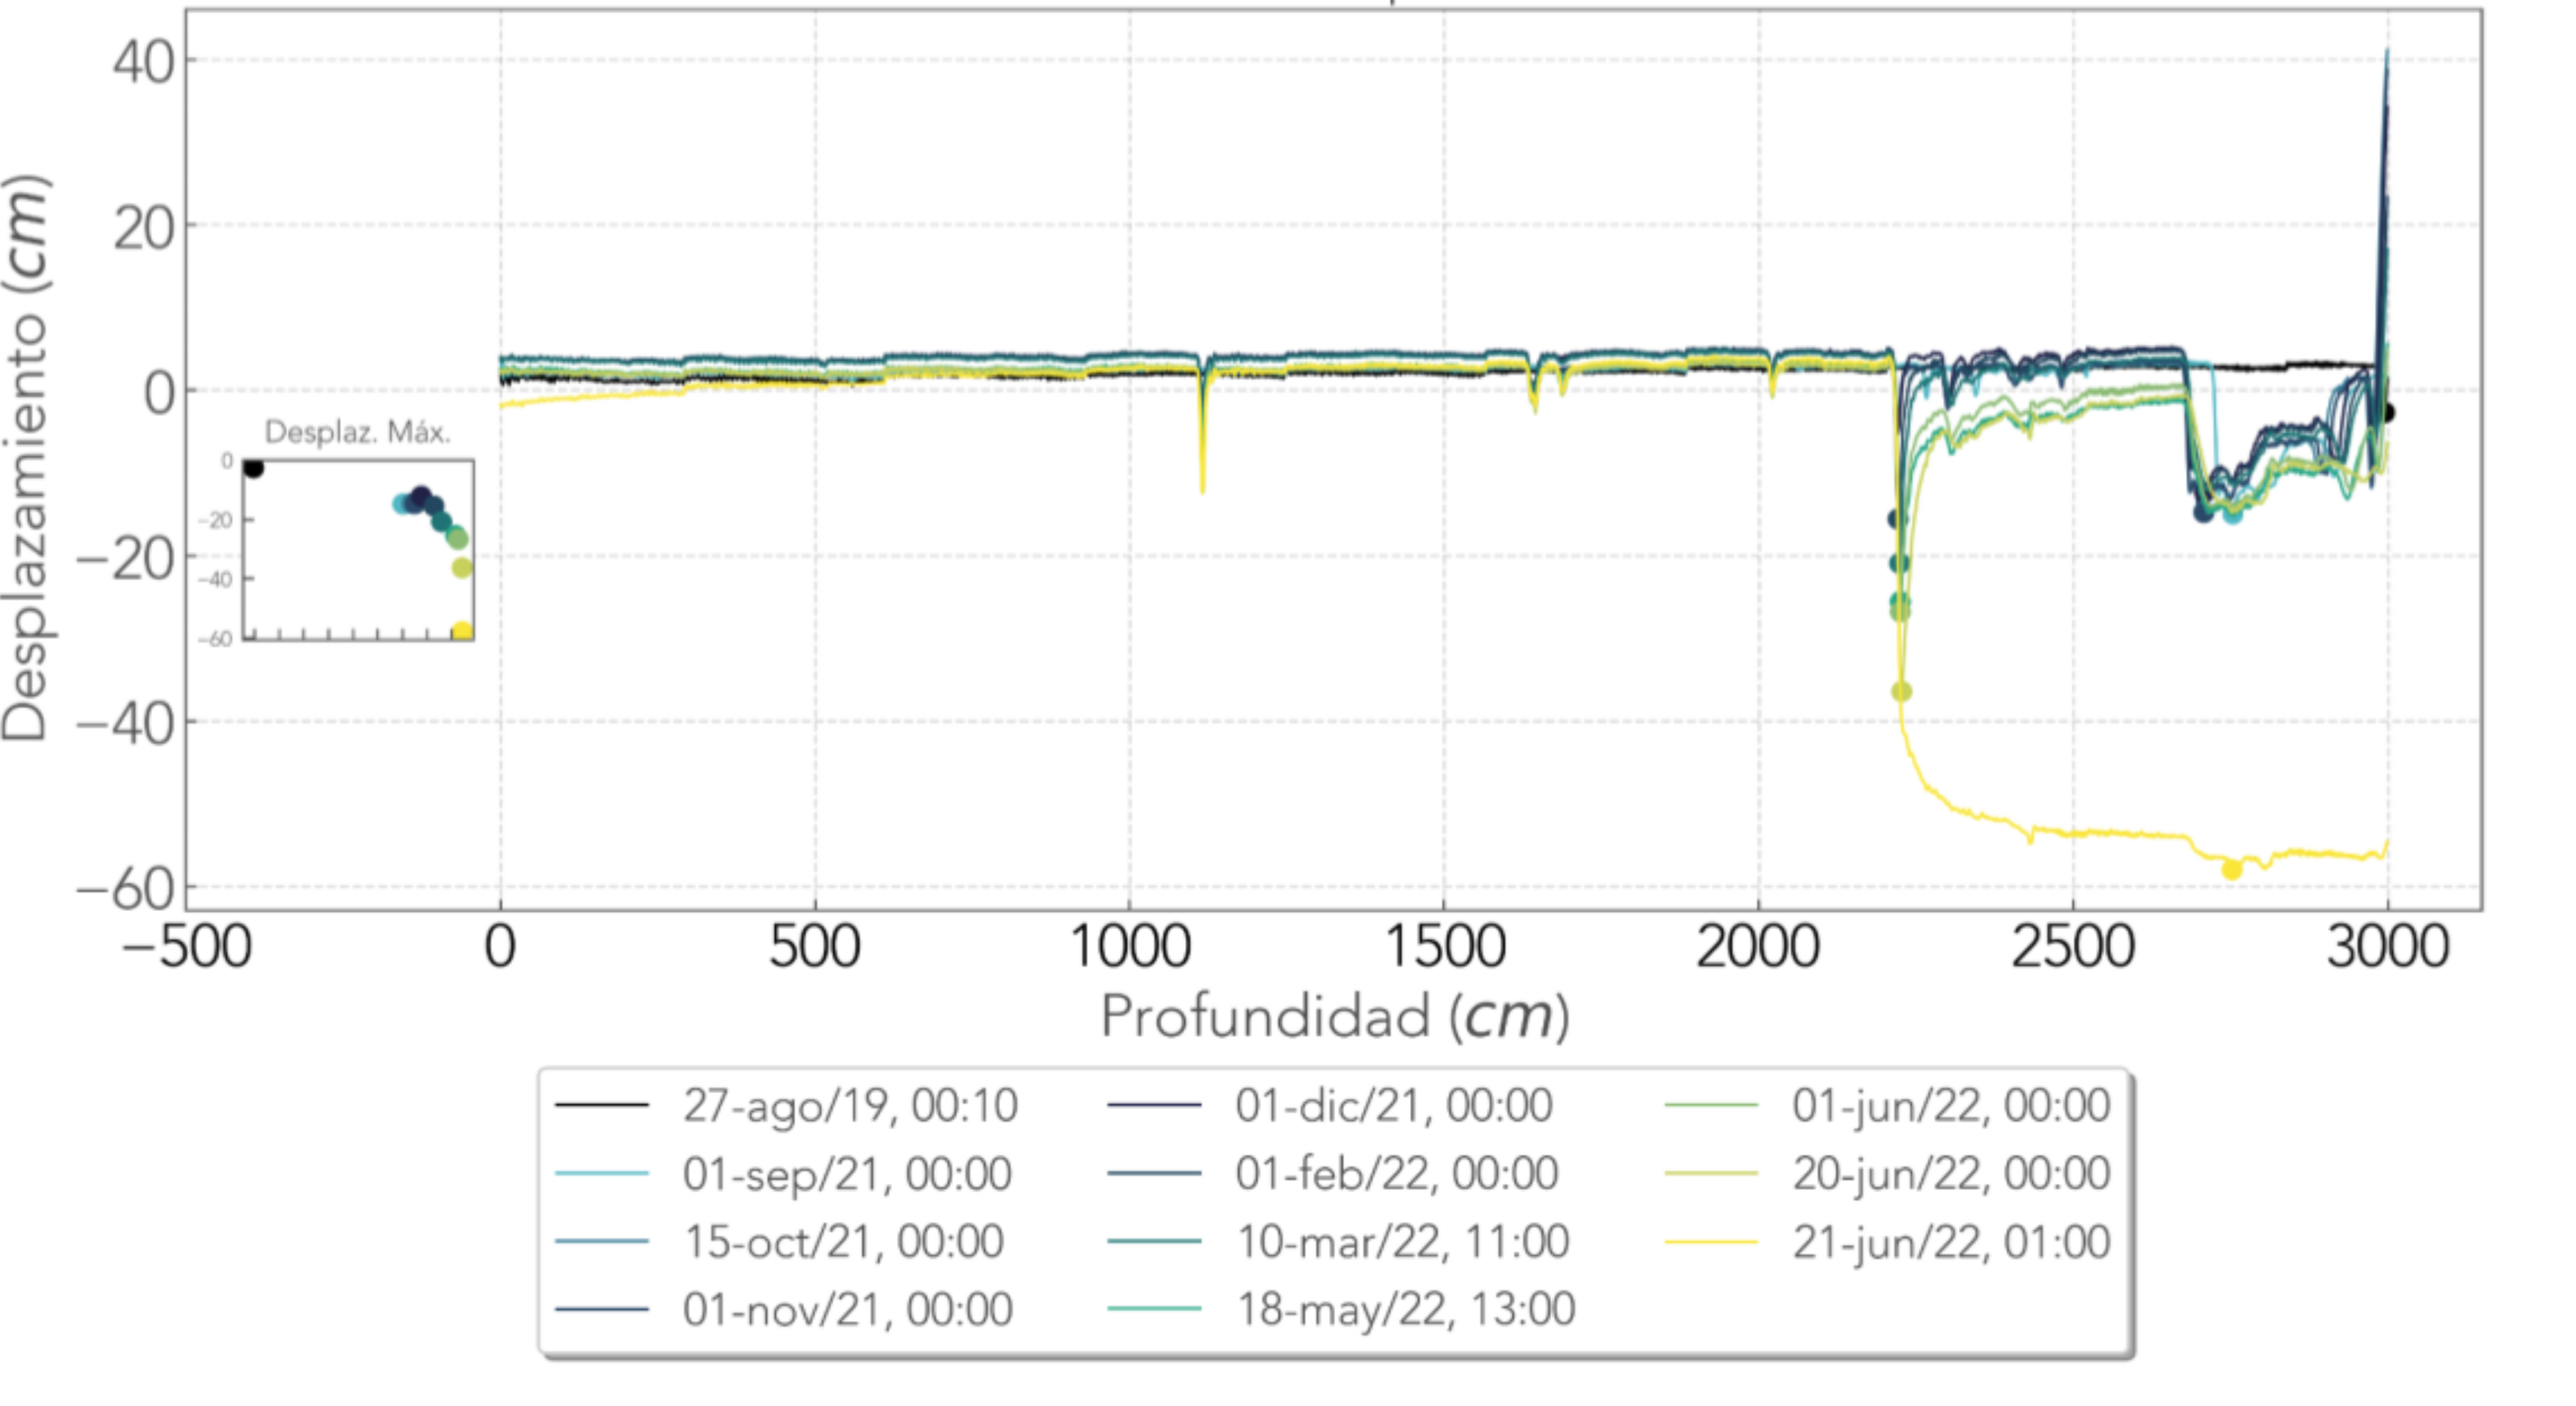 40
20
0
−20
−40
−60
Desplazamiento (cm)
Desplaz. Máx.
0
−20
−40
−60
−500 0 500 1000 1500 2000 2500 3000
Profundidad (cm)
27-ago/19, 00:10 01-dic/21, 00:00 01-jun/22, 00:00
01-sep/21, 00:00 01-feb/22, 00:00 20-jun/22, 00:00
15-oct/21, 00:00 10-mar/22, 11:00 21-jun/22, 01:00
01-nov/21, 00:00 18-may/22, 13:00